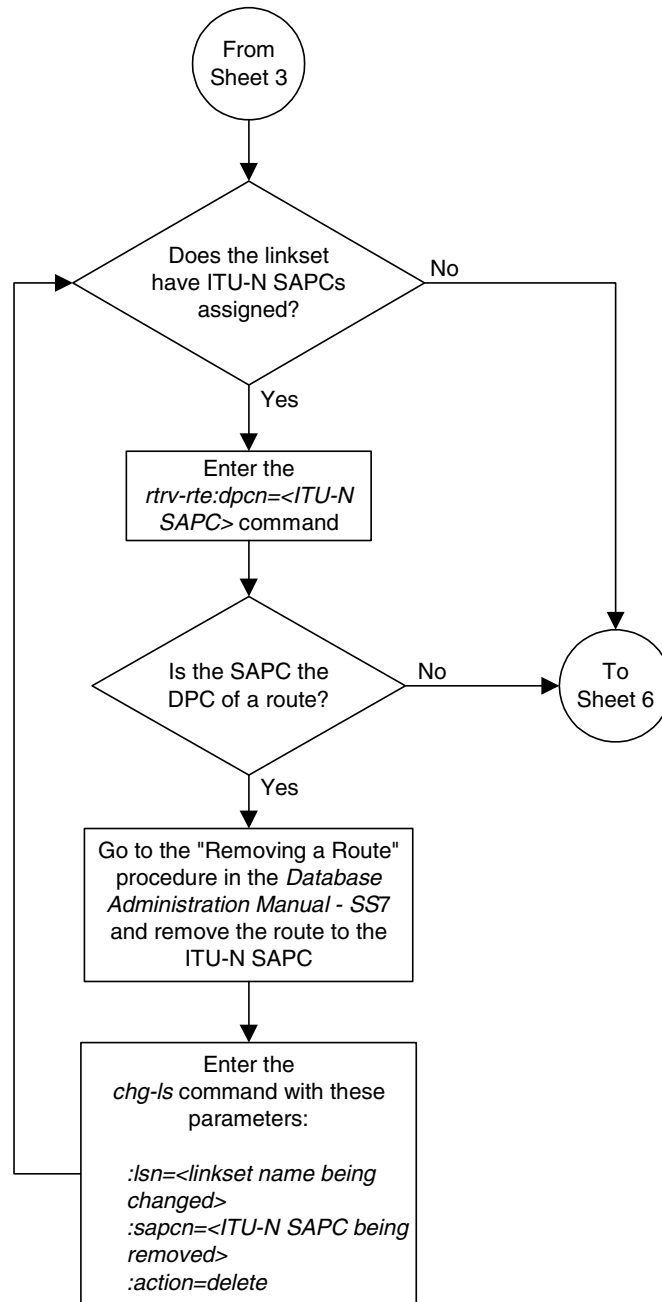 From
Sheet 3
Does the linkset
have ITU-N SAPCs
assigned?
No
Yes
Enter the
rtrv-rte:dpcn=<ITU-N
SAPC> command
Is the SAPC the
DPC of a route?
No
To
Sheet 6
Yes
Go to the "Removing a Route"
procedure in the Database
Administration Manual - SS7
and remove the route to the
ITU-N SAPC
Enter the
chg-ls command with these
parameters:
:lsn=<linkset name being
changed>
:sapcn=<ITU-N SAPC being
removed>
:action=delete